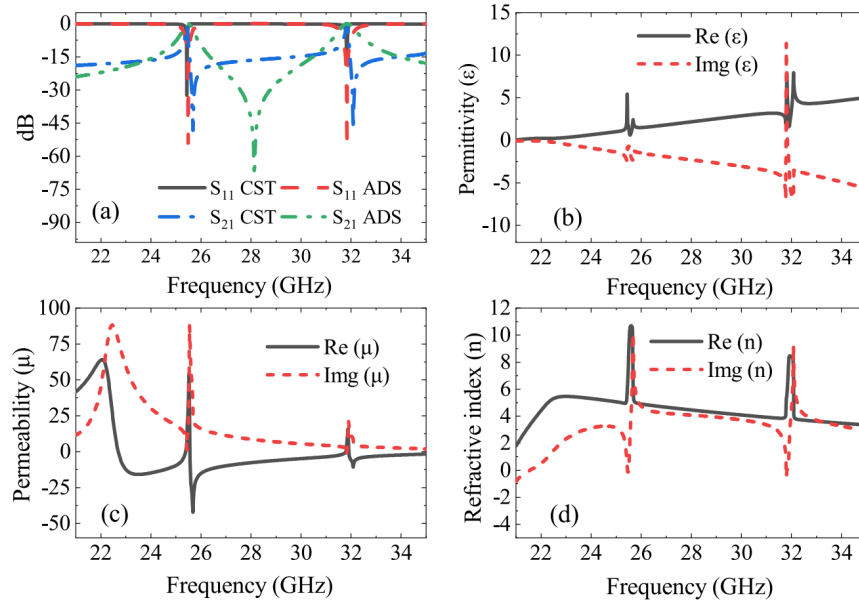 0
-15
-30
-45
-60
-75
-90
dB
(a)
S₁₁ CST
S₁₁ ADS
S₂₁ CST
S₂₁ ADS
22 24 26 28 30 32 34
Frequency (GHz)
15
10
5
0
-5
-10
Permittivity (ε)
Re (ε)
Img (ε)
(b)
22 24 26 28 30 32 34
Frequency (GHz)
100
75
50
25
0
-25
-50
Permeability (μ)
Re (μ)
Img (μ)
(c)
22 24 26 28 30 32 34
Frequency (GHz)
12
10
8
6
4
2
0
-2
-4
Refractive index (n)
Re (n)
Img (n)
(d)
22 24 26 28 30 32 34
Frequency (GHz)